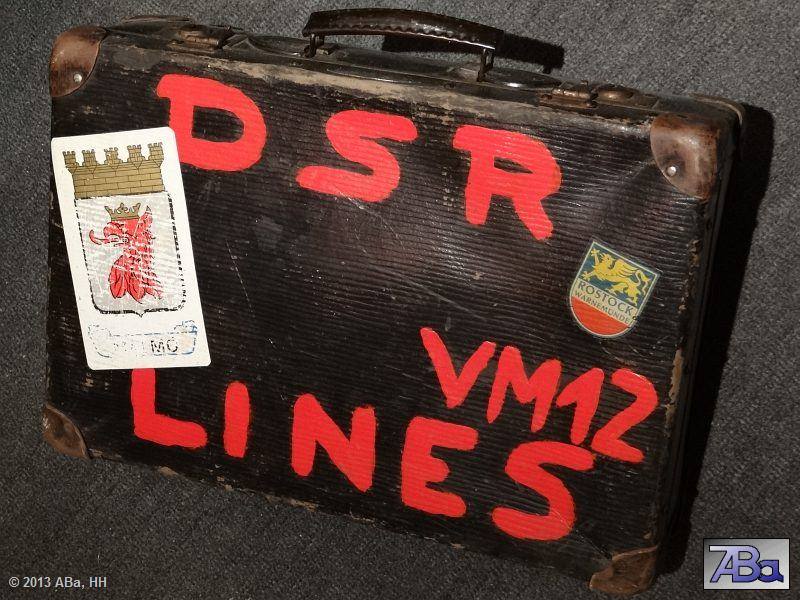 DSR
ROSTOCK
WARNEMÜNDE
VM12
LINES
© 2013 ABa, HH
ABa